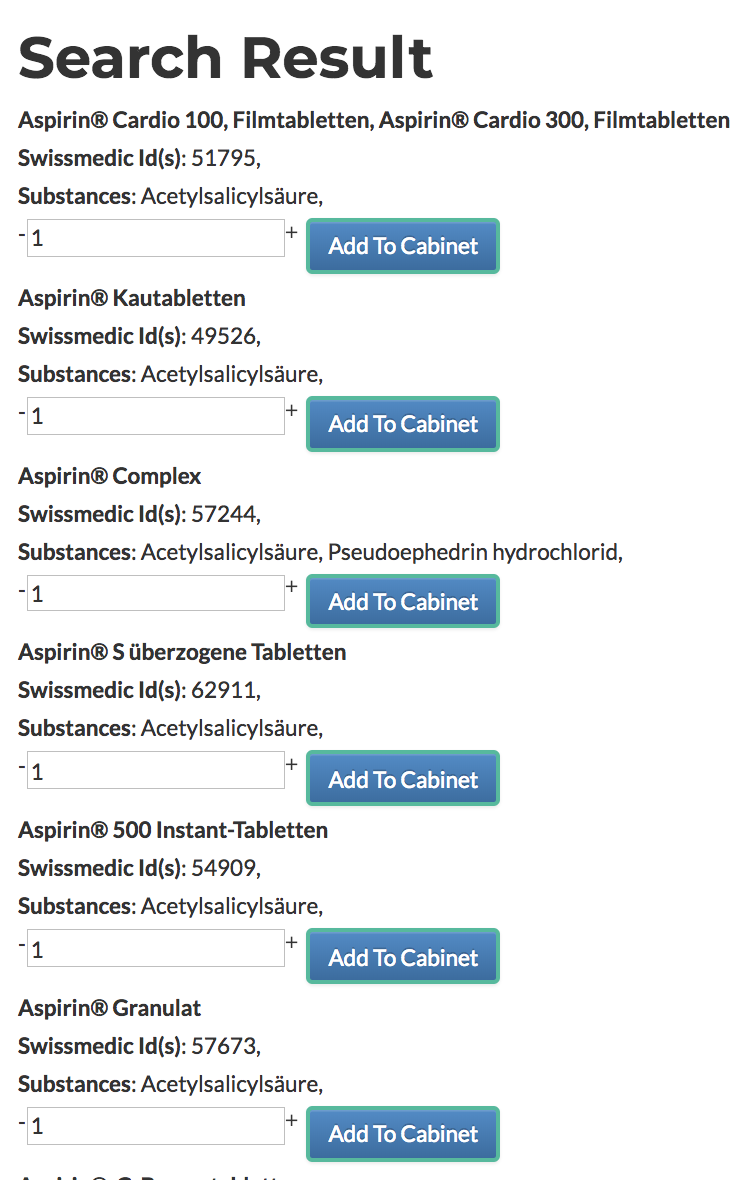 Search Result
Aspirin® Cardio 100, Filmtabletten, Aspirin® Cardio 300, Filmtabletten
Swissmedic Id(s): 51795,
Substances: Acetylsalicylsäure,
- 1 + Add To Cabinet
Aspirin® Kautabletten
Swissmedic Id(s): 49526,
Substances: Acetylsalicylsäure,
- 1 + Add To Cabinet
Aspirin® Complex
Swissmedic Id(s): 57244,
Substances: Acetylsalicylsäure, Pseudoephedrin hydrochlorid,
- 1 + Add To Cabinet
Aspirin® S überzogene Tabletten
Swissmedic Id(s): 62911,
Substances: Acetylsalicylsäure,
- 1 + Add To Cabinet
Aspirin® 500 Instant-Tabletten
Swissmedic Id(s): 54909,
Substances: Acetylsalicylsäure,
- 1 + Add To Cabinet
Aspirin® Granulat
Swissmedic Id(s): 57673,
Substances: Acetylsalicylsäure,
- 1 + Add To Cabinet